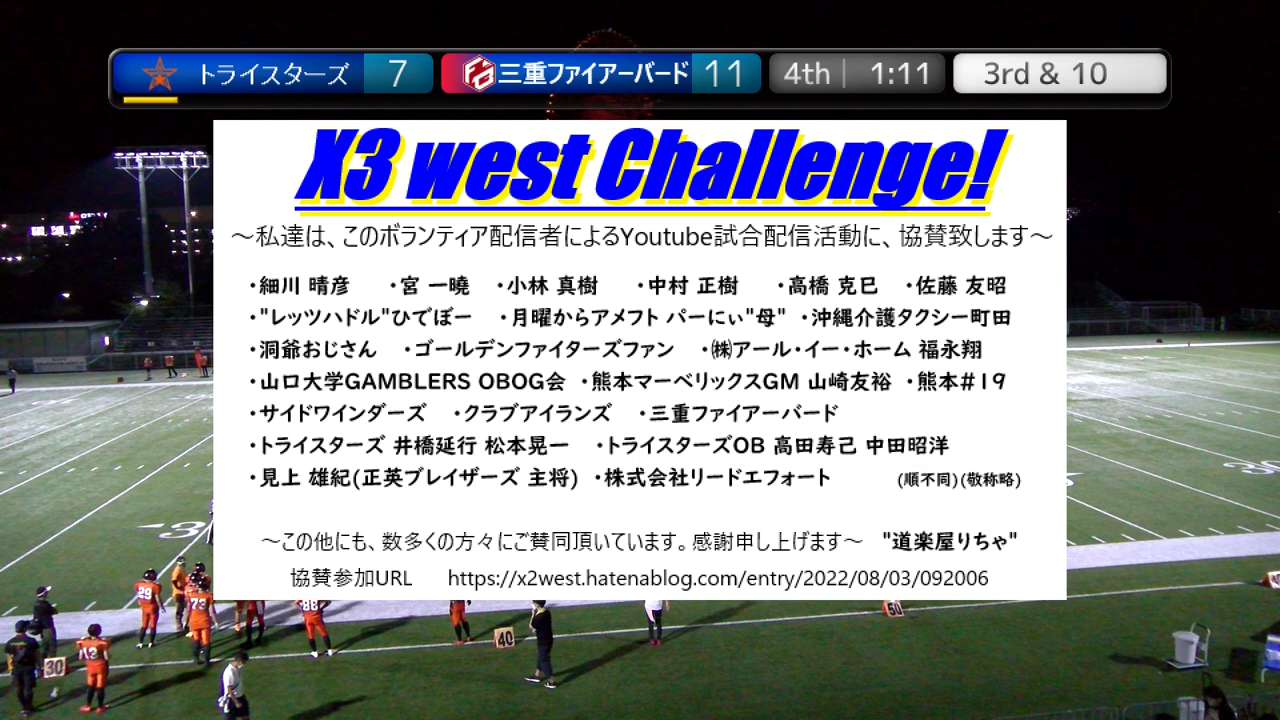 トライスターズ 7 三重ファイアーバード 11 4th 1:11 3rd & 10
X3 west Challenge!
～私達は、このボランティア配信者によるYoutube試合配信活動に、協賛致します～
・細川 晴彦 ・宮 一曉 ・小林 真樹 ・中村 正樹 ・高橋 克巳 ・佐藤 友昭
・"レッツハドル"ひでぼー ・月曜からアメフト パーにぃ"母" ・沖縄介護タクシー町田
・洞爺おじさん ・ゴールデンファイターズファン ・㈱アール・イー・ホーム 福永翔
・山口大学GAMBLERS OBOG会 ・熊本マーベリックスGM 山崎友裕 ・熊本#19
・サイドワインダーズ ・クラブアイランズ ・三重ファイアーバード
・トライスターズ 井橋延行 松本晃一 ・トライスターズOB 高田寿己 中田昭洋
・見上 雄紀(正英ブレイザーズ 主将) ・株式会社リードエフォート (順不同)(敬称略)
～この他にも、数多くの方々にご賛同頂いています。感謝申し上げます～ "道楽屋りちゃ"
協賛参加URL https://x2west.hatenablog.com/entry/2022/08/03/092006
29
73
88
13
30
40
50